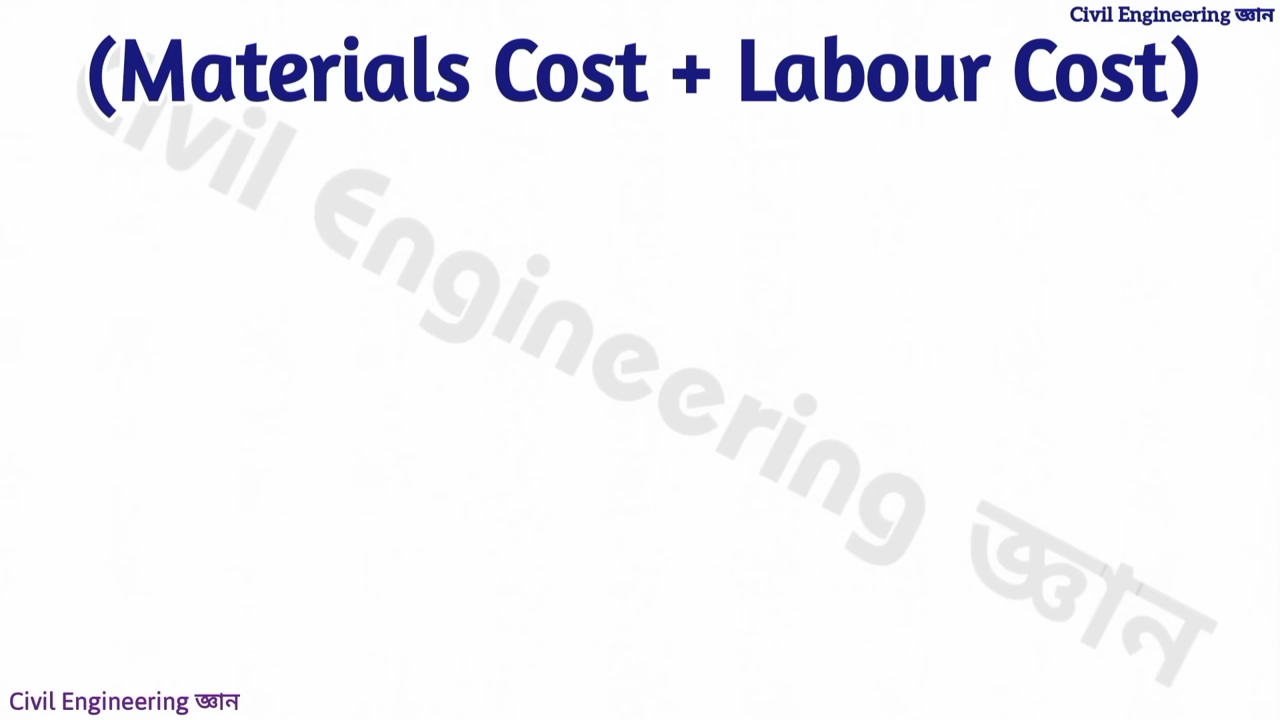 Civil Engineering জ্ঞান
(Materials Cost + Labour Cost)
Civil Engineering জ্ঞান
Civil Engineering জ্ঞান